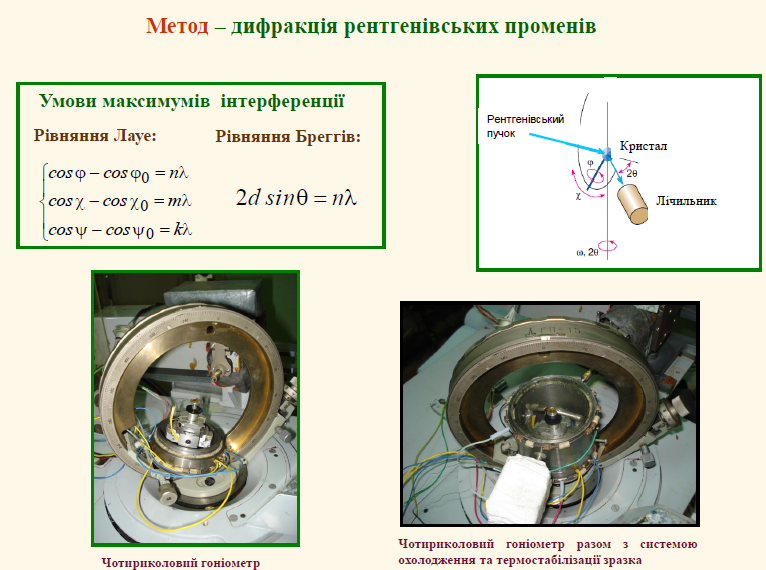 Метод – дифракція рентгенівських променів
Умови максимумів інтерференції
Рівняння Лауе:
Рівняння Бреггів:
cosφ – cosφ₀ = nλ
cosχ – cosχ₀ = mλ
cosψ – cosψ₀ = kλ
2d sinθ = nλ
Рентгенівський
пучок
Кристал
φ
2θ
χ
Лічильник
ω, 2θ
Чотириколовий гоніометр
Чотириколовий гоніометр разом з системою
охолодження та термостабілізації зразка